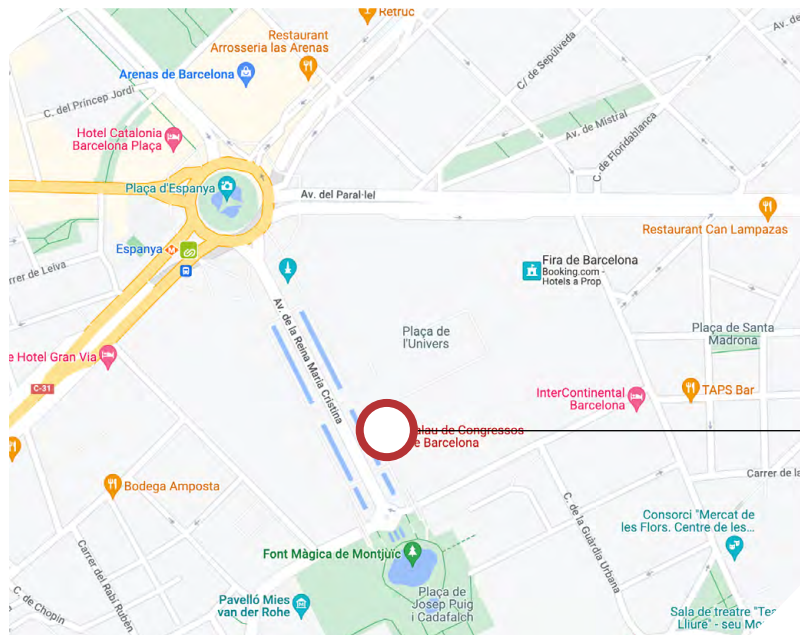 Retruc
Restaurant
Arrosseria las Arenas
Arenas de Barcelona
C/ de Sepúlveda
Av. de
C. del Príncep Jordi
Hotel Catalonia
Barcelona Plaça
Av. de Mistral
C. de Floridablanca
Plaça d'Espanya
Av. del Paral·lel
Restaurant Can Lampazas
Espanya
rrer de Leiva
Fira de Barcelona
Booking.com -
Hotels a Prop
Av. de la Reina Maria Cristina
Plaça de
l'Univers
Plaça de Santa
Madrona
e Hotel Gran Via
C-31
InterContinental
Barcelona
TAPS Bar
alau de Congressos
e Barcelona
Carrer de la
Bodega Amposta
C. de la Guàrdia Urbana
Consorci "Mercat de
les Flors. Centre de les...
Carrer del Rabí Rubèn
Font Màgica de Montjuïc
C. de Chopin
Pavelló Mies
van der Rohe
Plaça de
Josep Puig
i Cadafalch
Sala de teatre "Tea
Lliure" - seu Mo